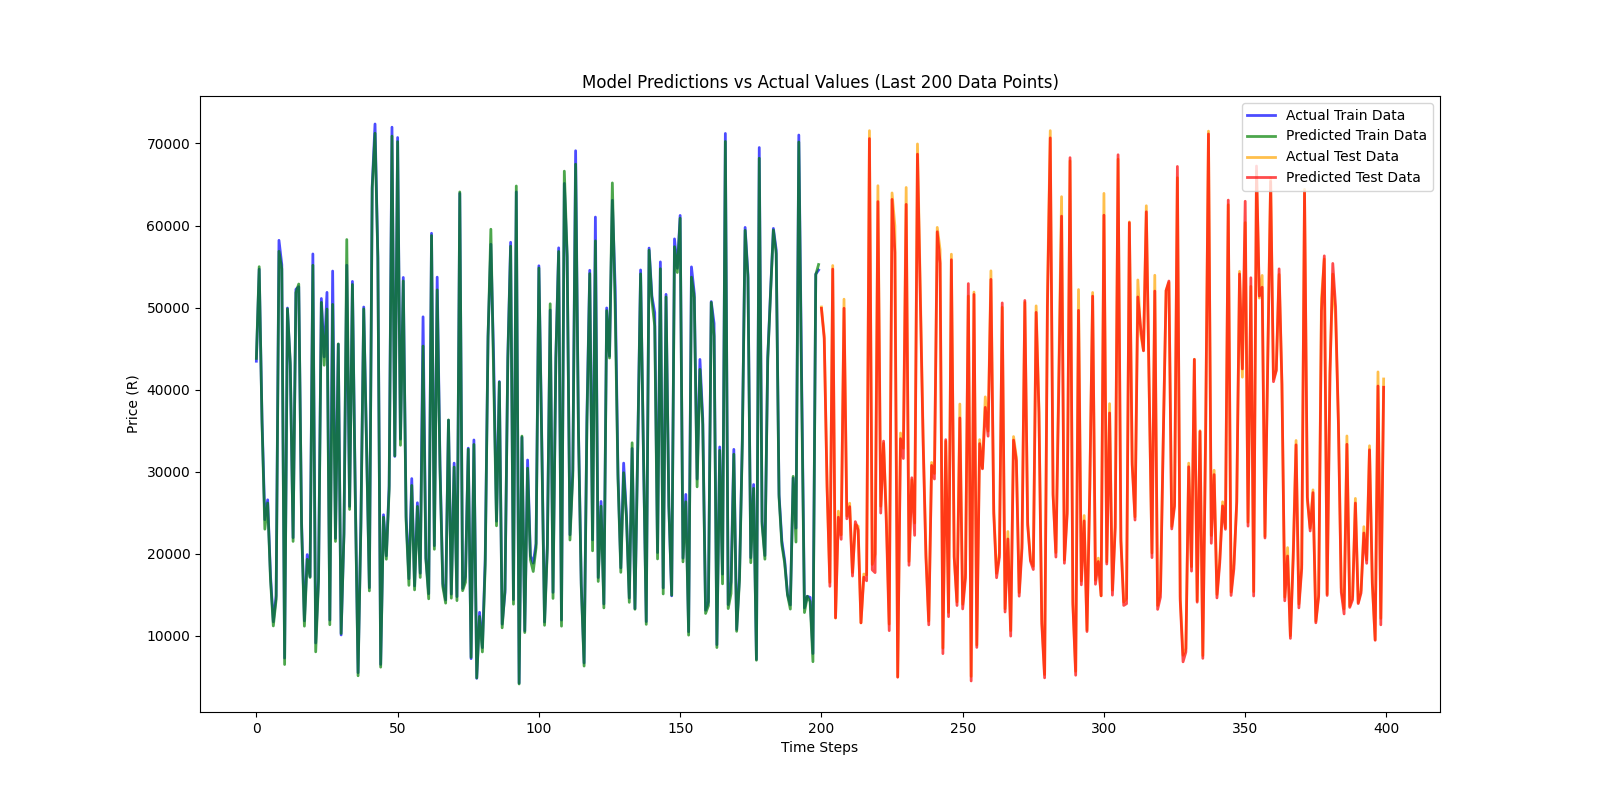 Model Predictions vs Actual Values (Last 200 Data Points)
Actual Train Data
Predicted Train Data
Actual Test Data
Predicted Test Data
Price (R)
70000
60000
50000
40000
30000
20000
10000
0 50 100 150 200 250 300 350 400
Time Steps